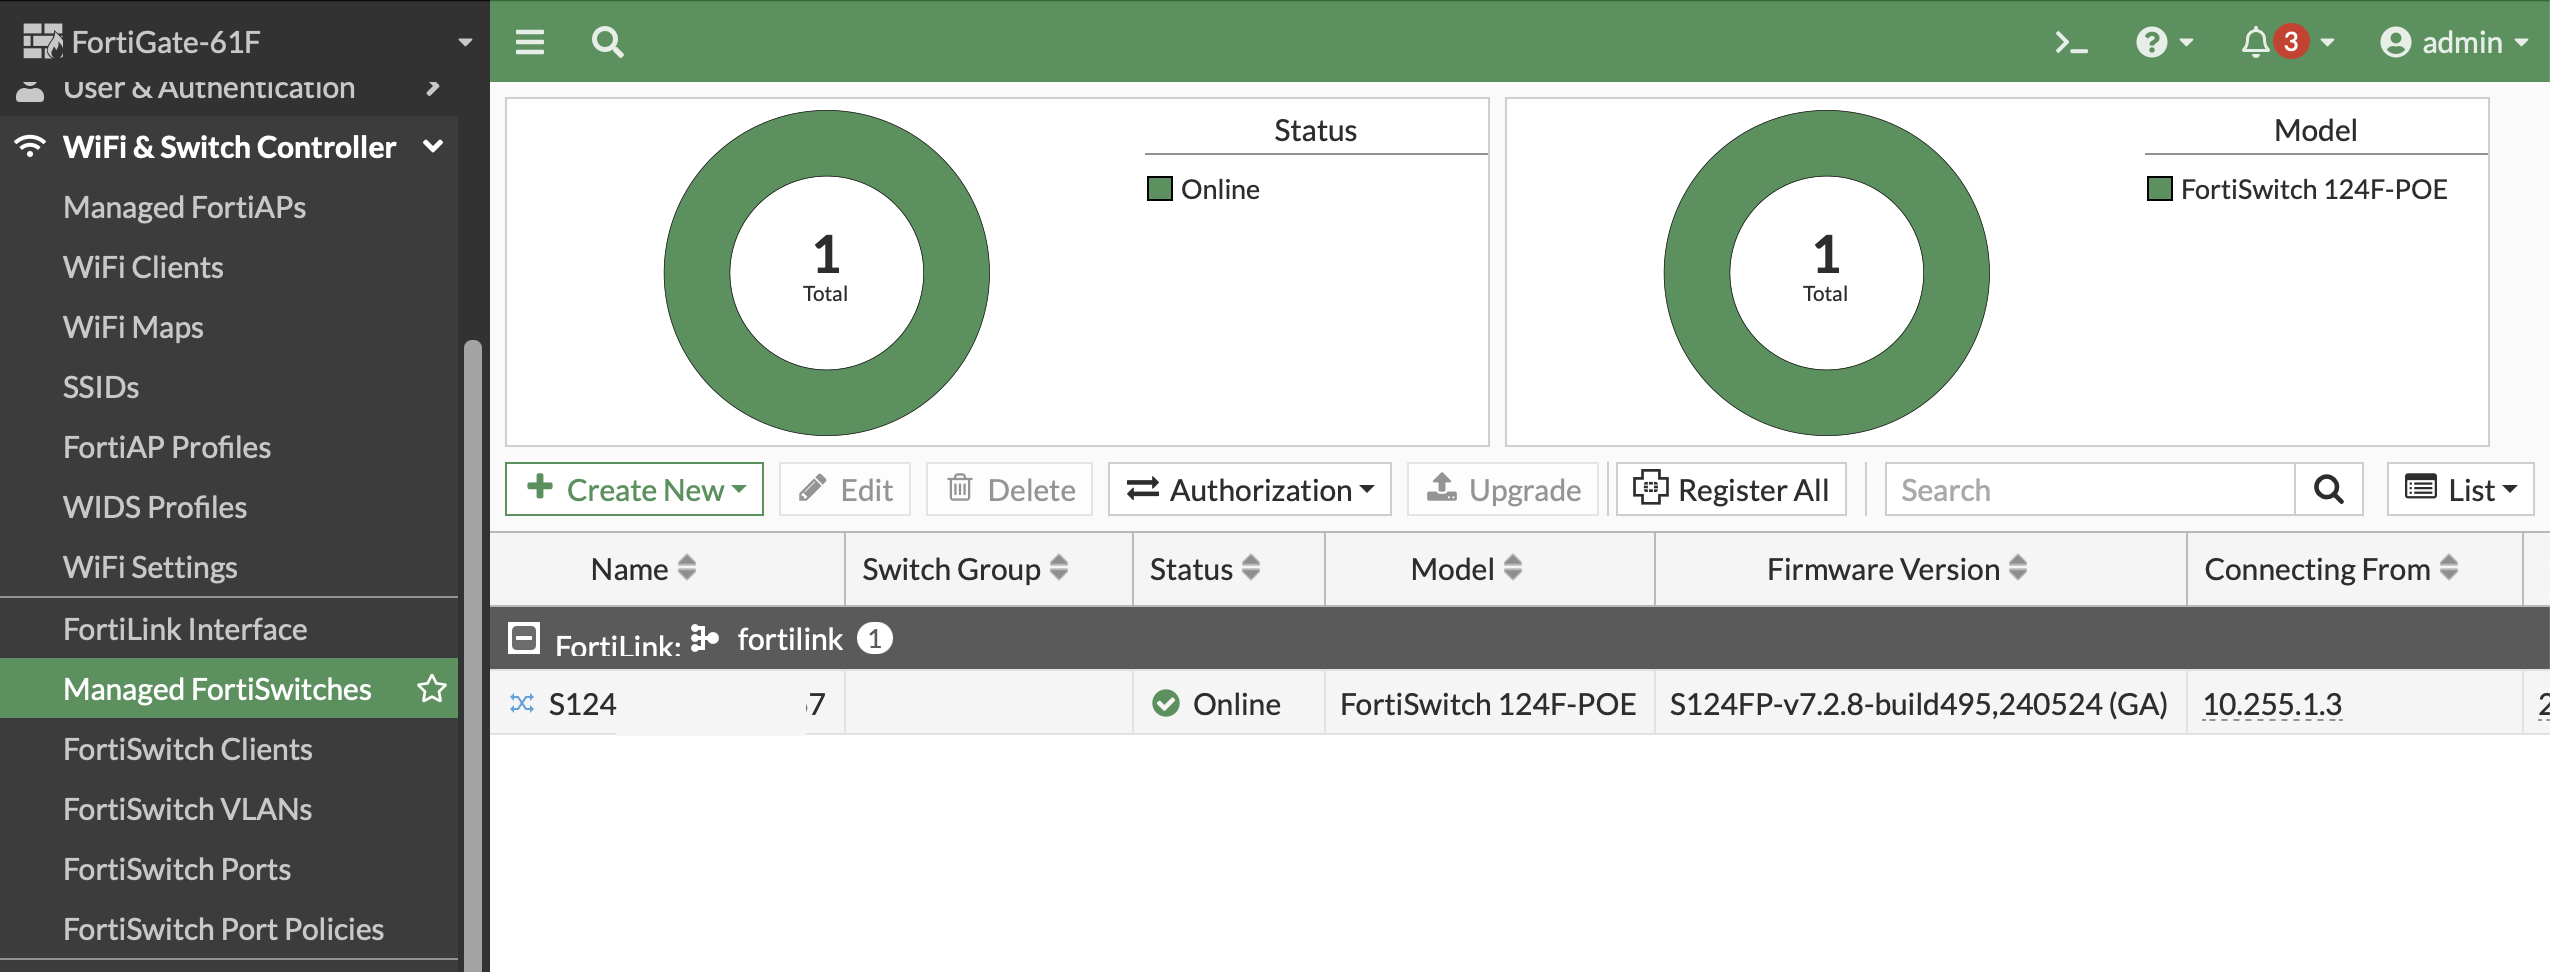 FortiGate-61F
User & Authentication
WiFi & Switch Controller
Managed FortiAPs
WiFi Clients
WiFi Maps
SSIDs
FortiAP Profiles
WIDS Profiles
WiFi Settings
FortiLink Interface
Managed FortiSwitches
FortiSwitch Clients
FortiSwitch VLANs
FortiSwitch Ports
FortiSwitch Port Policies
3 admin
Status
Online
1
Total
Model
FortiSwitch 124F-POE
1
Total
Create New Edit Delete Authorization Upgrade Register All Search List
Name Switch Group Status Model Firmware Version Connecting From
FortiLink: fortilink 1
S124 7 Online FortiSwitch 124F-POE S124FP-v7.2.8-build495,240524 (GA) 10.255.1.3